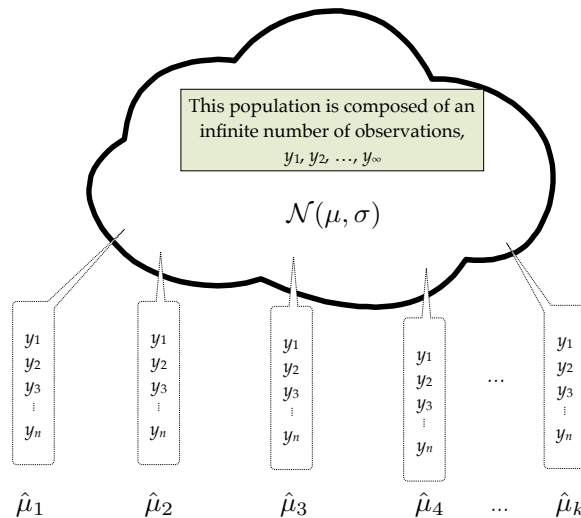 This population is composed of an
infinite number of observations,
y₁, y₂, ..., y∞
𝒩(μ, σ)
y₁ y₁ y₁ y₁ y₁
y₂ y₂ y₂ y₂ ... y₂
y₃ y₃ y₃ y₃ y₃
⋮ ⋮ ⋮ ⋮ ⋮
yₙ yₙ yₙ yₙ yₙ
μ̂₁ μ̂₂ μ̂₃ μ̂₄ ... μ̂ₖ